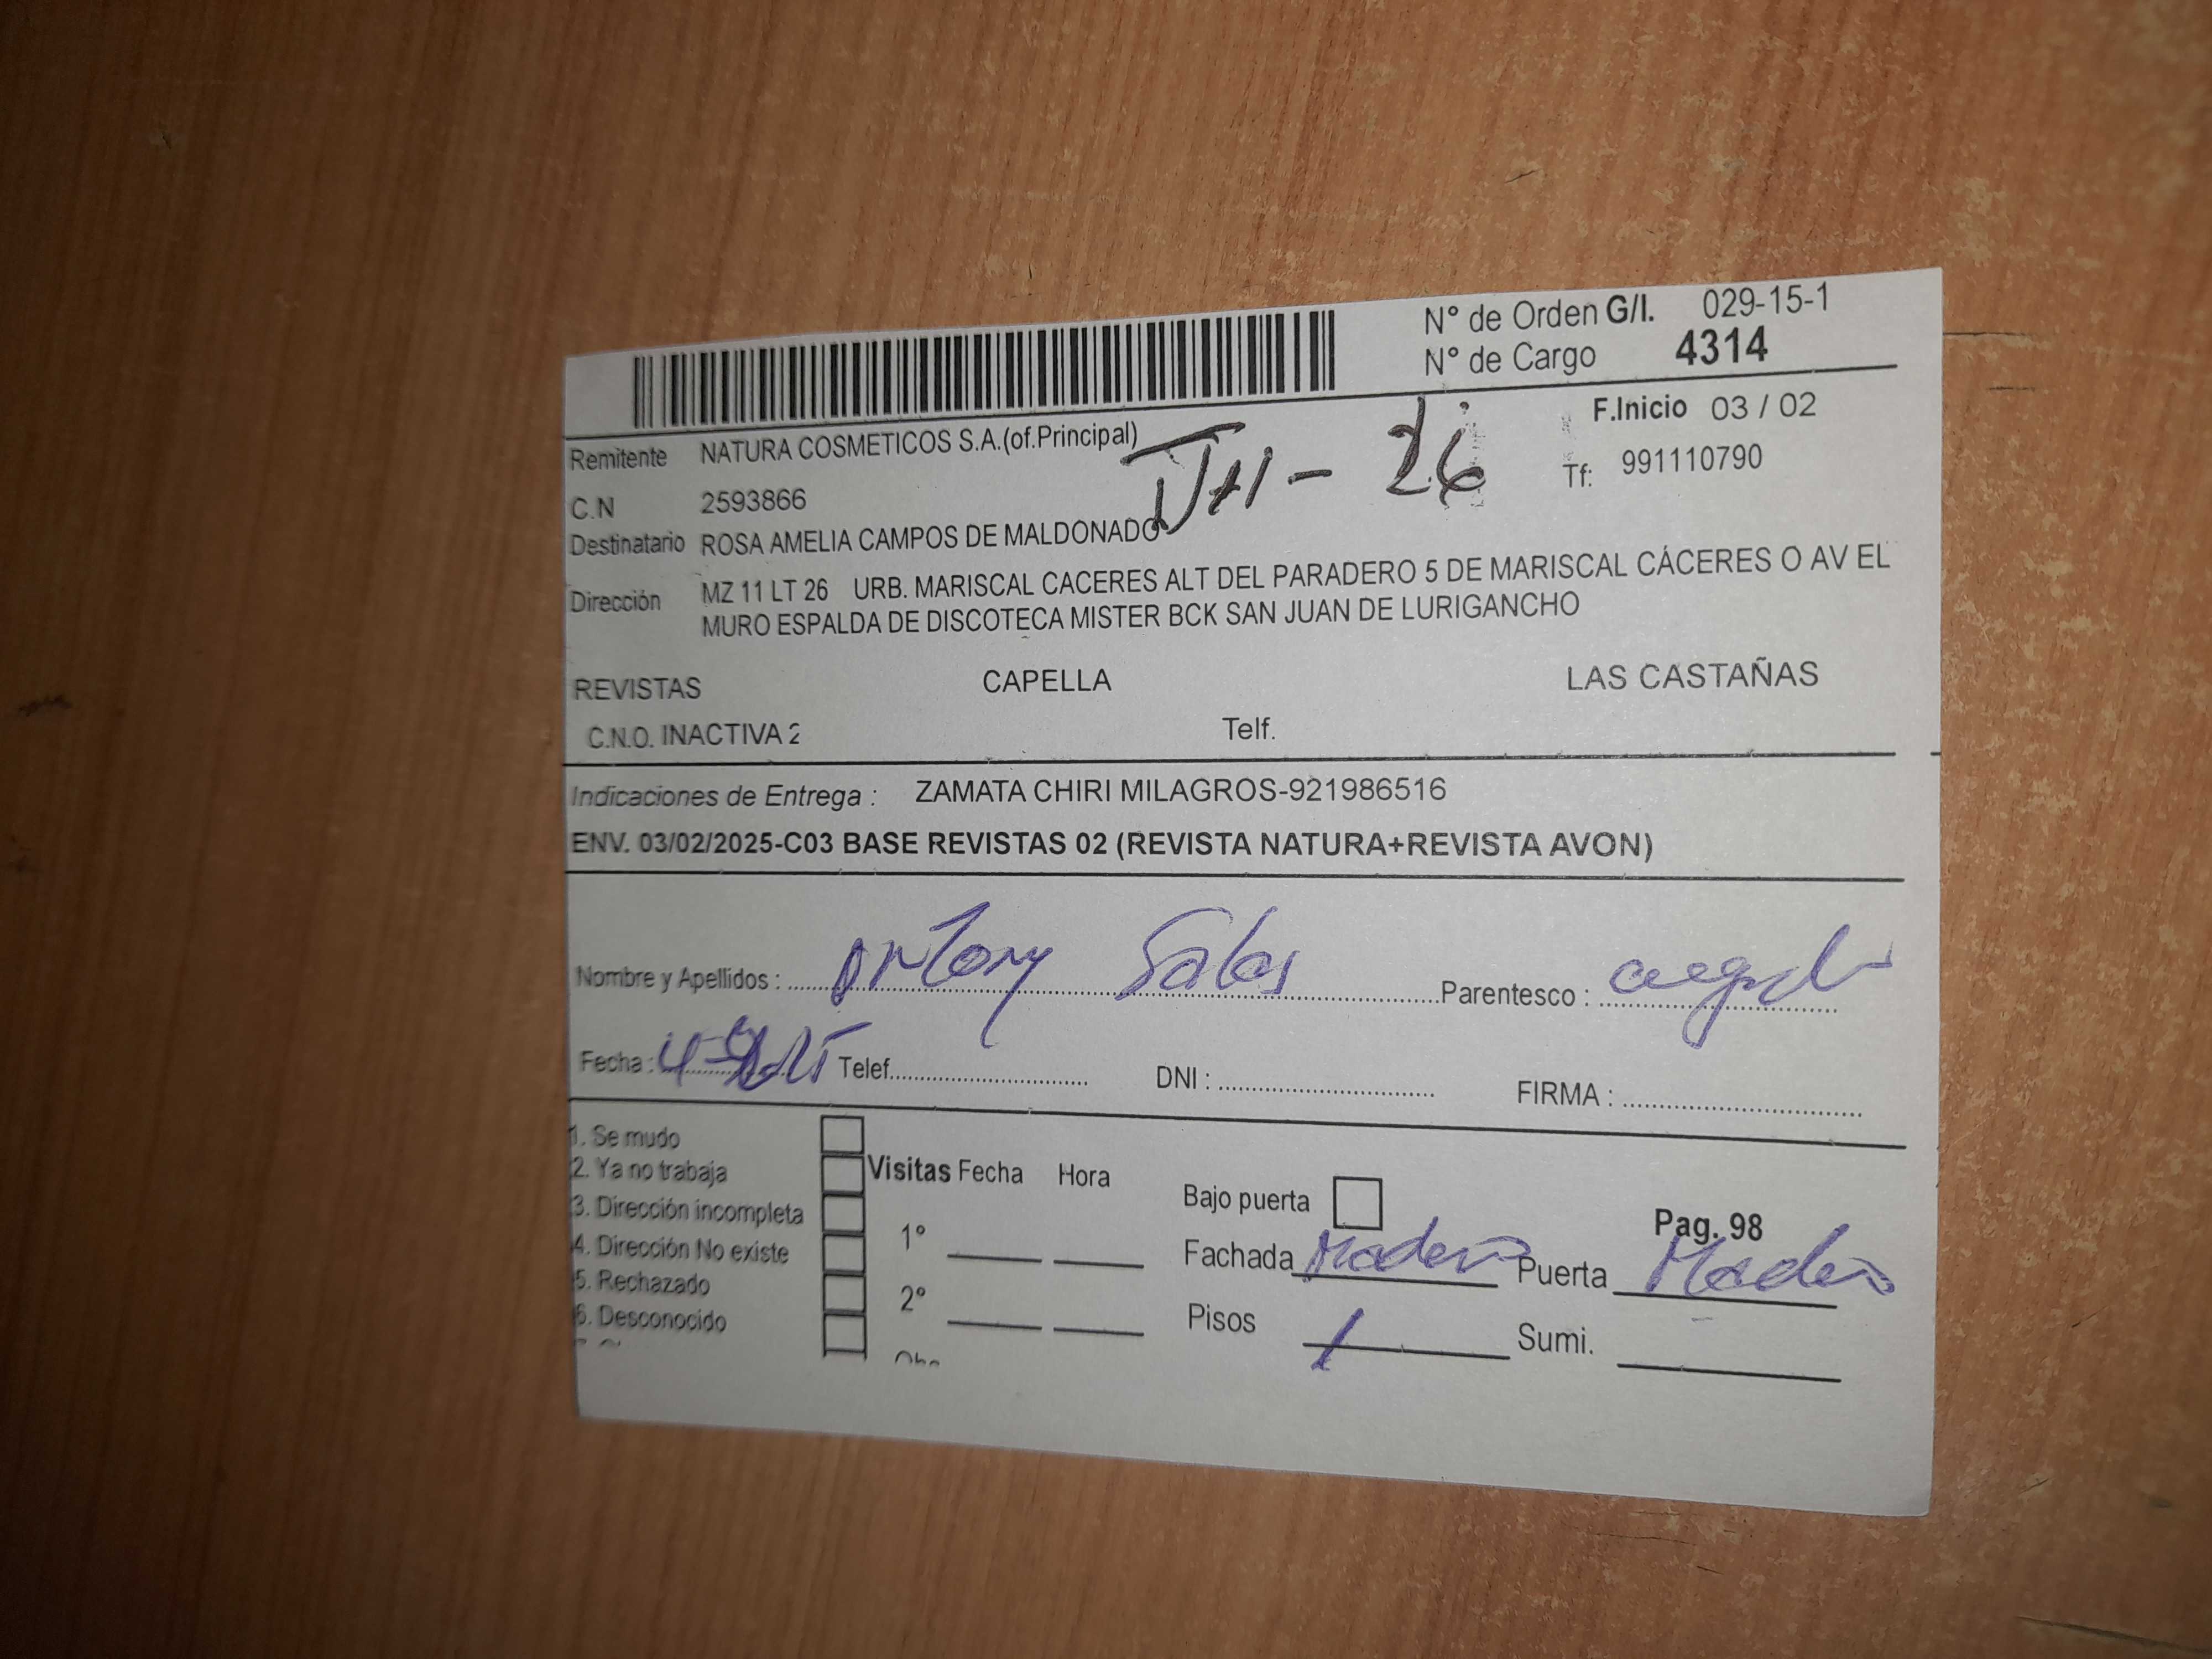 N° de Orden G/I. 029-15-1
N° de Cargo 4314
F.Inicio 03 / 02
Remitente NATURA COSMETICOS S.A.(of.Principal)
- 26
Tf: 991110790
C.N 2593866
Destinatario ROSA AMELIA CAMPOS DE MALDONADO
Dirección MZ 11 LT 26 URB. MARISCAL CACERES ALT DEL PARADERO 5 DE MARISCAL CÁCERES O AV EL
MURO ESPALDA DE DISCOTECA MISTER BCK SAN JUAN DE LURIGANCHO
REVISTAS CAPELLA LAS CASTAÑAS
C.N.O. INACTIVA 2 Telf.
Indicaciones de Entrega : ZAMATA CHIRI MILAGROS-921986516
ENV. 03/02/2025-C03 BASE REVISTAS 02 (REVISTA NATURA+REVISTA AVON)
Nombre y Apellidos : Antony Salas Parentesco :
Fecha : Telef. DNI : FIRMA :
1. Se mudo
2. Ya no trabaja
3. Dirección incompleta
4. Dirección No existe
5. Rechazado
6. Desconocido
Visitas Fecha Hora
1°
2°
Bajo puerta
Pag. 98
Fachada Madera Puerta Madera
Pisos 1 Sumi.